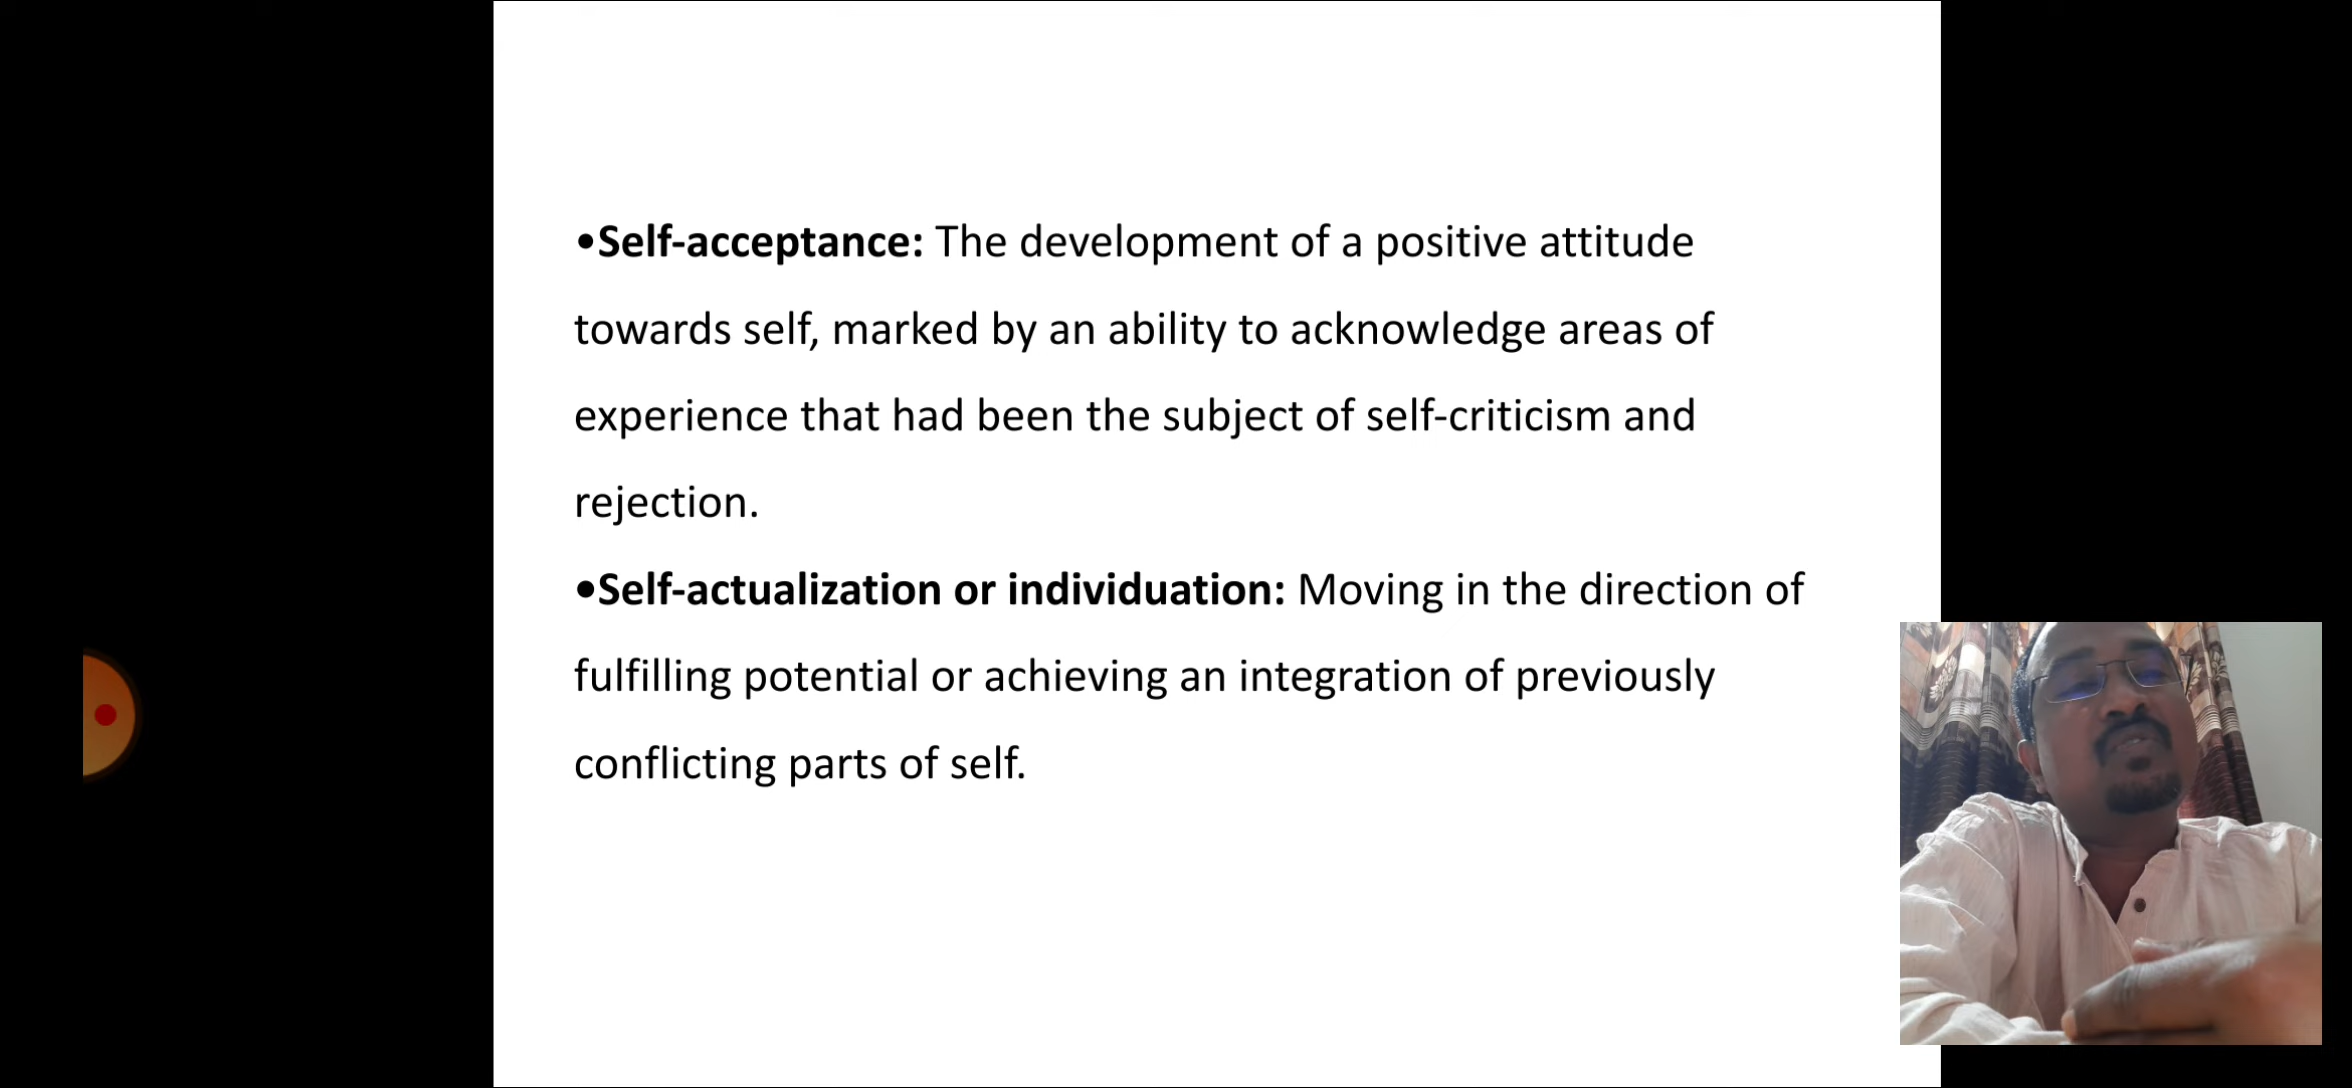 •Self-acceptance: The development of a positive attitude
towards self, marked by an ability to acknowledge areas of
experience that had been the subject of self-criticism and
rejection.
•Self-actualization or individuation: Moving in the direction of
fulfilling potential or achieving an integration of previously
conflicting parts of self.